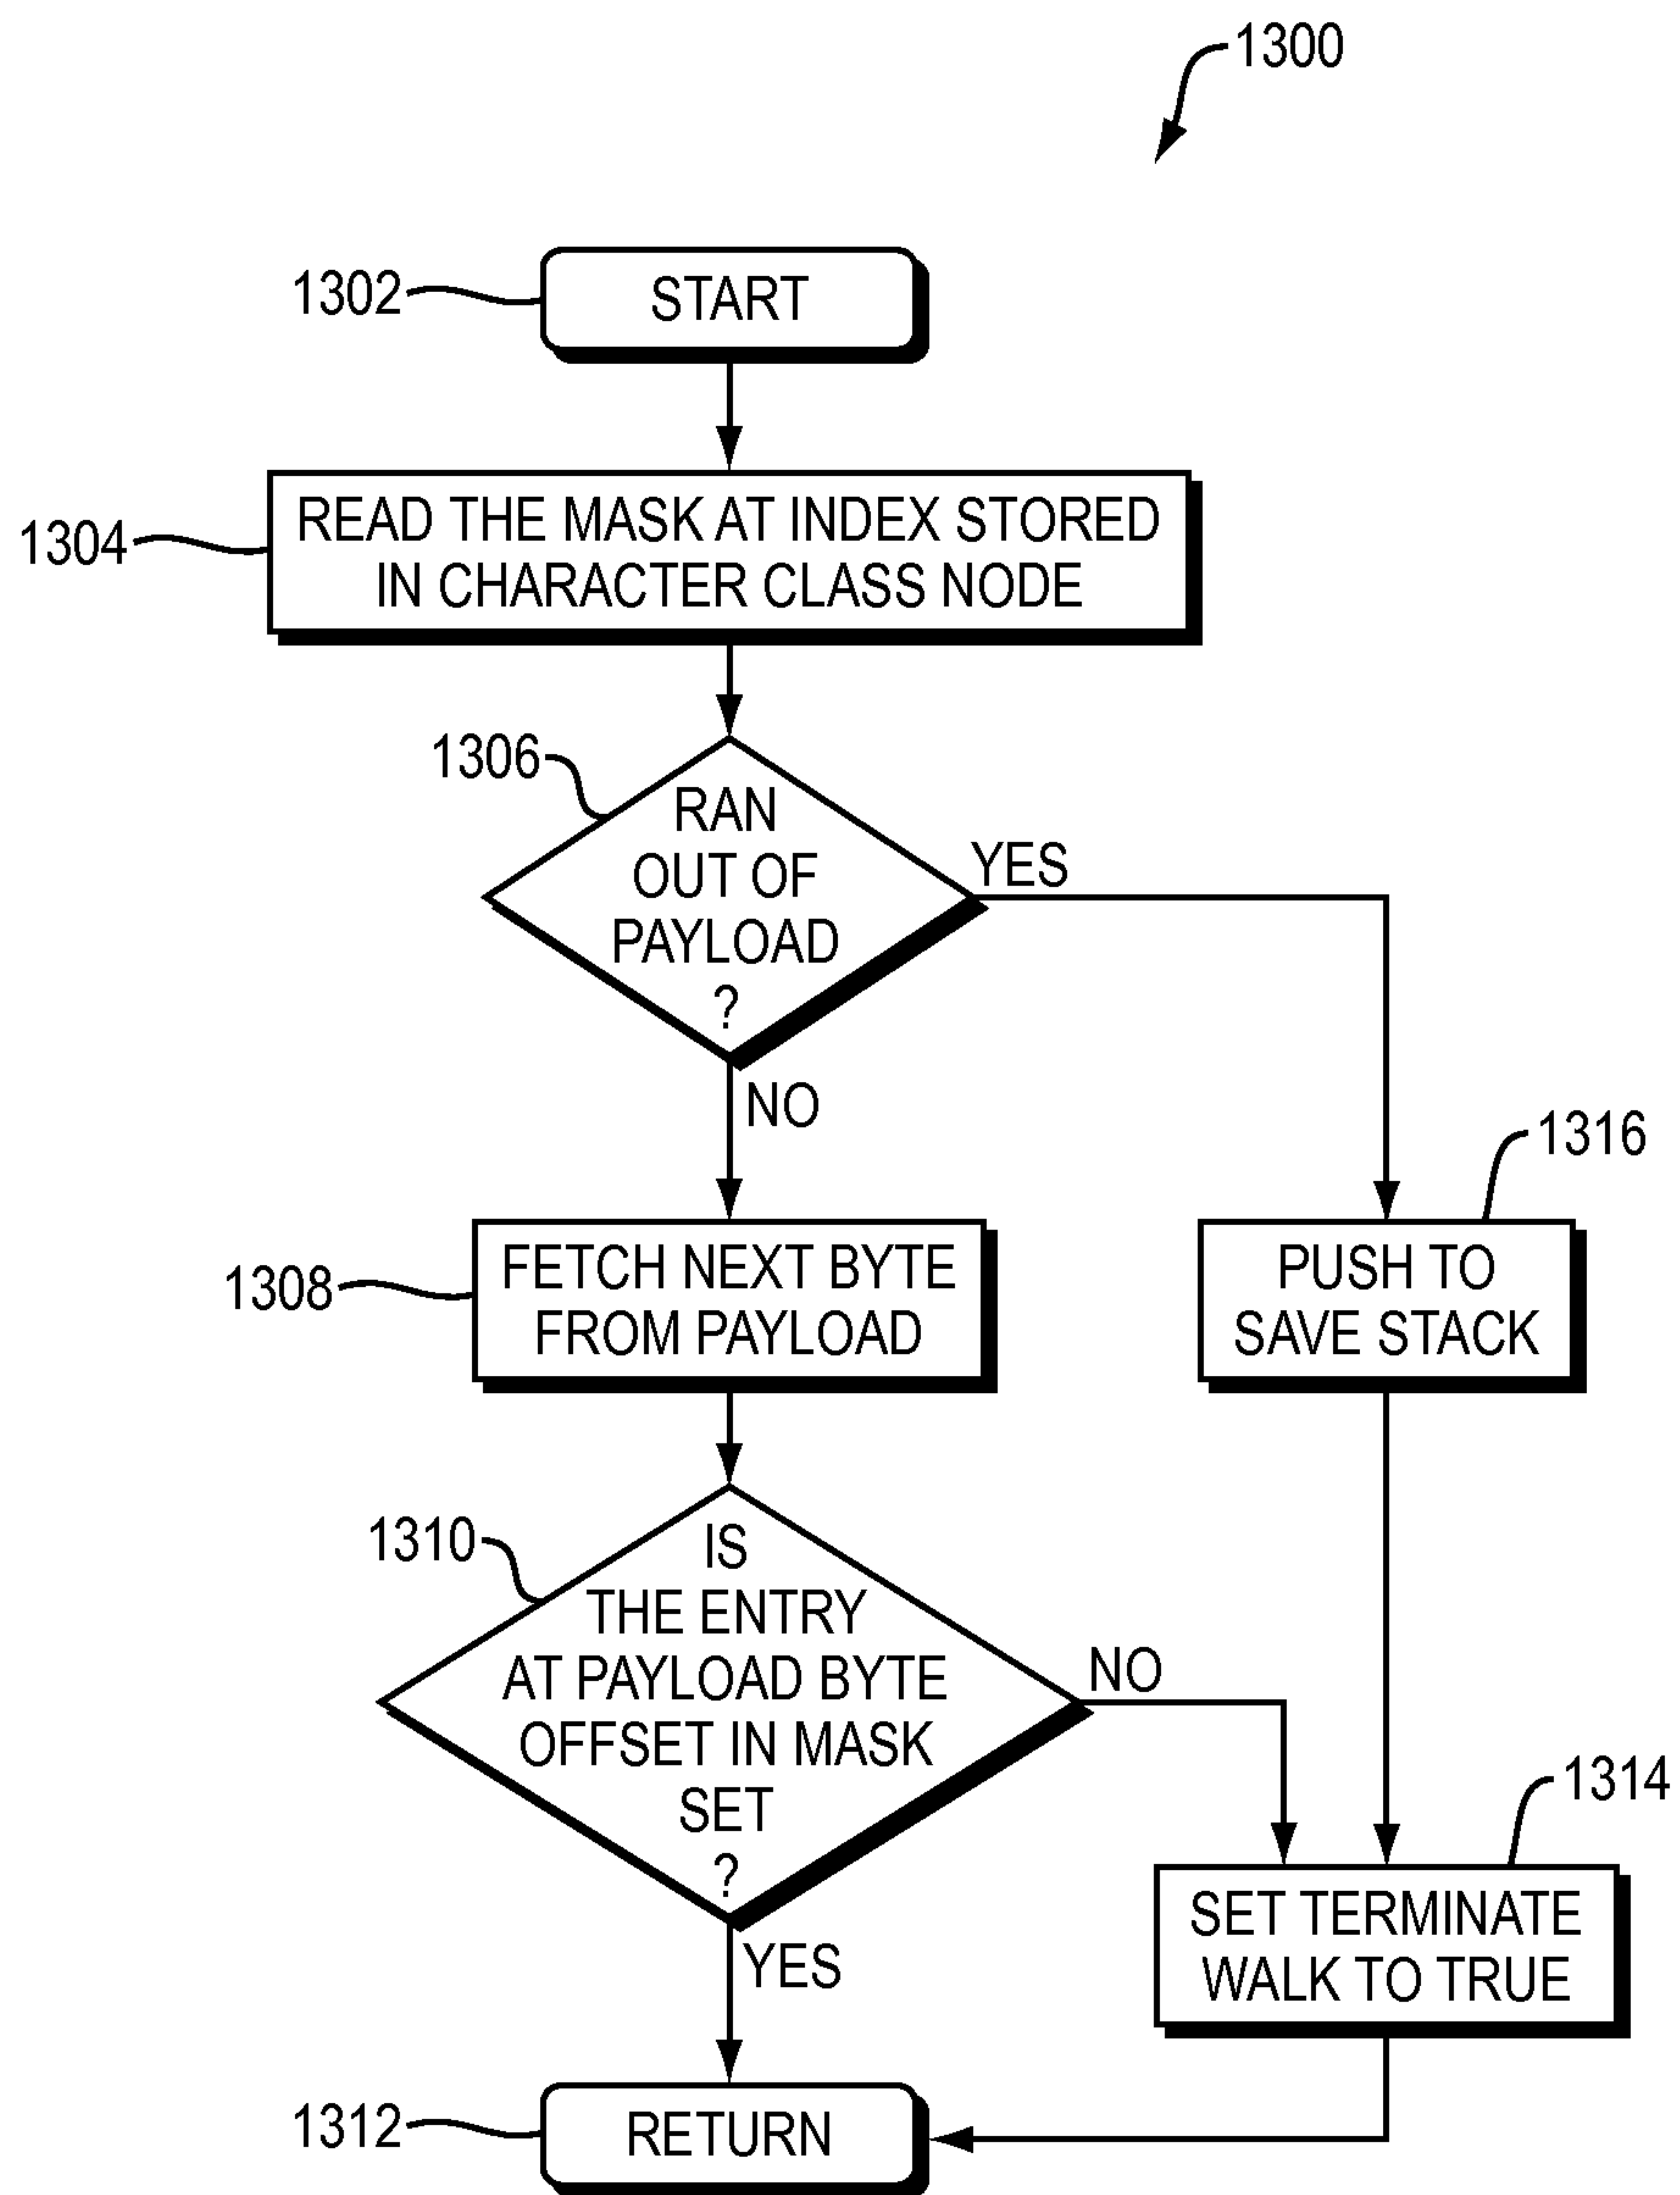 1300
1302
START
1304
READ THE MASK AT INDEX STORED
IN CHARACTER CLASS NODE
1306
RAN
OUT OF
PAYLOAD
?
YES
NO
1316
1308
FETCH NEXT BYTE
FROM PAYLOAD
PUSH TO
SAVE STACK
1310
IS
THE ENTRY
AT PAYLOAD BYTE
OFFSET IN MASK
SET
?
NO
1314
SET TERMINATE
WALK TO TRUE
YES
1312
RETURN